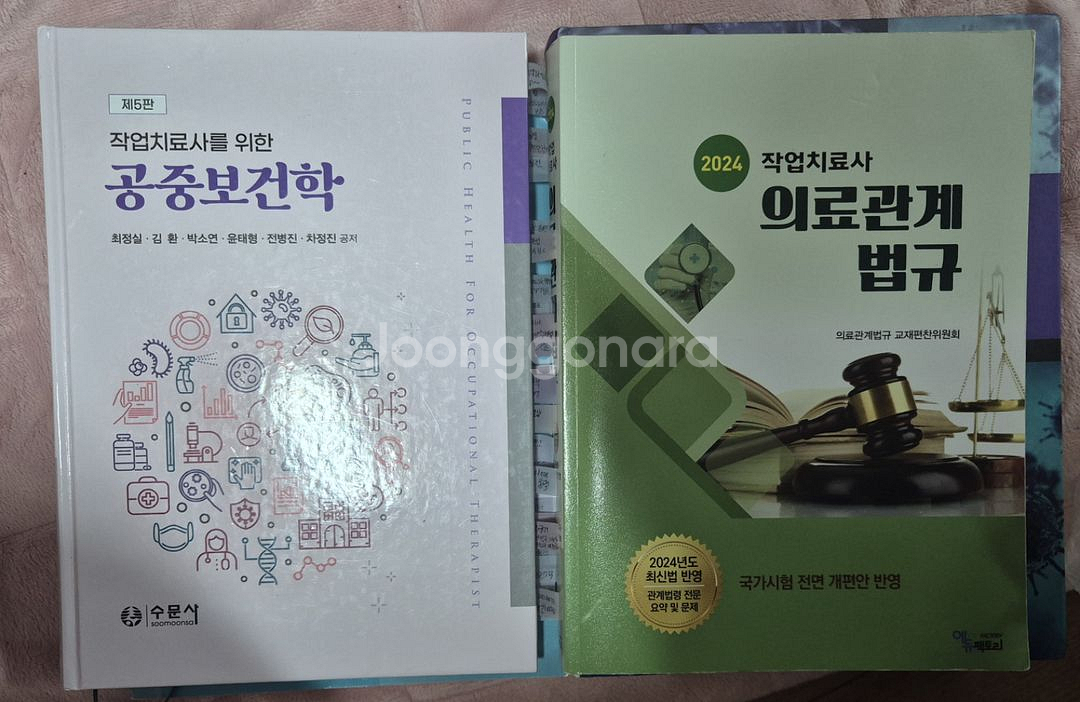 제5판
작업치료사를 위한
공중보건학
최정실 · 김 환 · 박소연 · 윤태형 · 전병진 · 차정진 공저
PUBLIC HEALTH FOR OCCUPATIONAL THERAPIST
수문사
soomoonsa
2024
작업치료사
의료관계
법규
의료관계법규 교재편찬위원회
2024년도
최신법 반영
관계법령 전문
요약 및 문제
국가시험 전면 개편안 반영
에듀팩토리
FACTORY
loonggonara